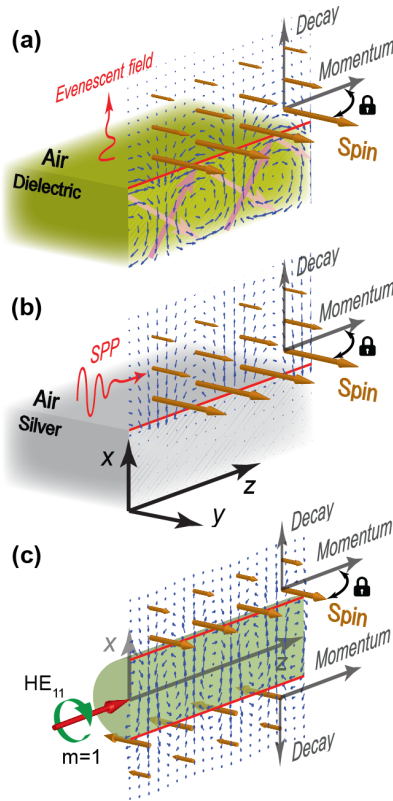 (a)
Decay
Momentum
Evenescent field
Spin
Air
Dielectric
(b)
Decay
Momentum
SPP
Spin
Air
Silver
x
z
y
(c)
Decay
Momentum
Spin
x
z
Momentum
HE11
m=1
Decay